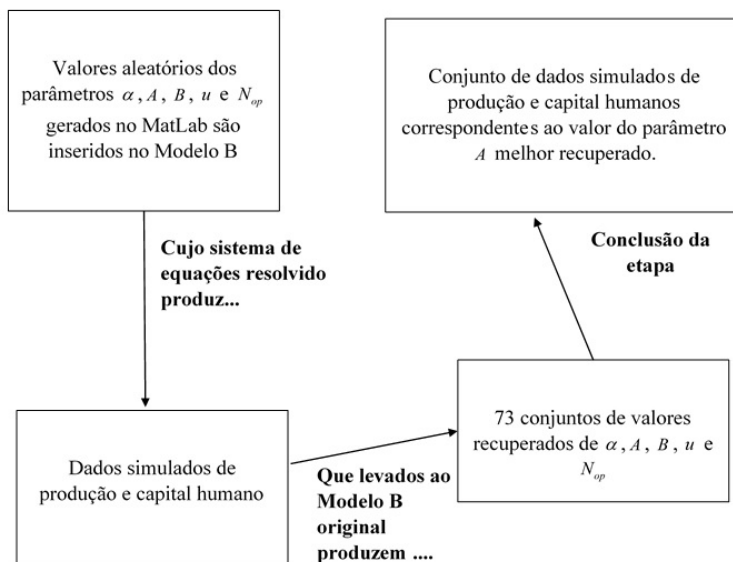 Valores aleatórios dos
parâmetros α , A , B , u e N_op
gerados no MatLab são
inseridos no Modelo B
Cujo sistema de
equações resolvido
produz...
Dados simulados de
produção e capital humano
Que levados ao
Modelo B
original
produzem ....
73 conjuntos de valores
recuperados de α , A , B , u e
N_op
Conclusão da
etapa
Conjunto de dados simulados de
produção e capital humanos
correspondentes ao valor do parâmetro
A melhor recuperado.